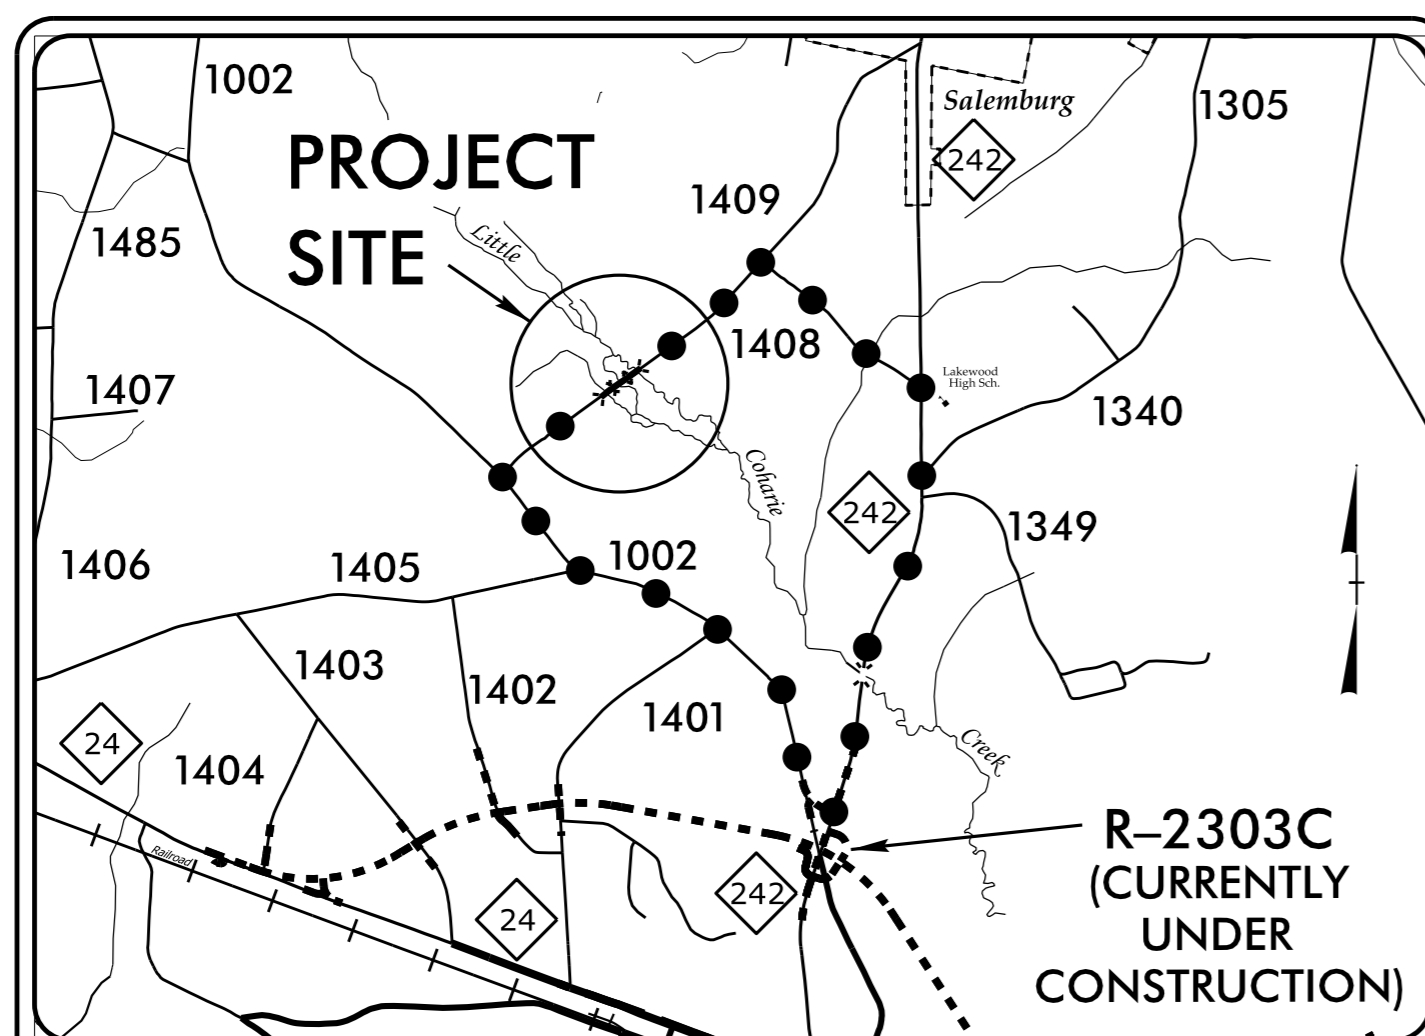 1002
Salemburg
1305
PROJECT
SITE
242
1409
1485
Little
1408
Lakewood
High Sch.
1407
1340
Coharie
242
1349
1406
1405
1002
1403
1402
1401
24
1404
Creek
Railroad
R–2303C
(CURRENTLY
UNDER
CONSTRUCTION)
242
24